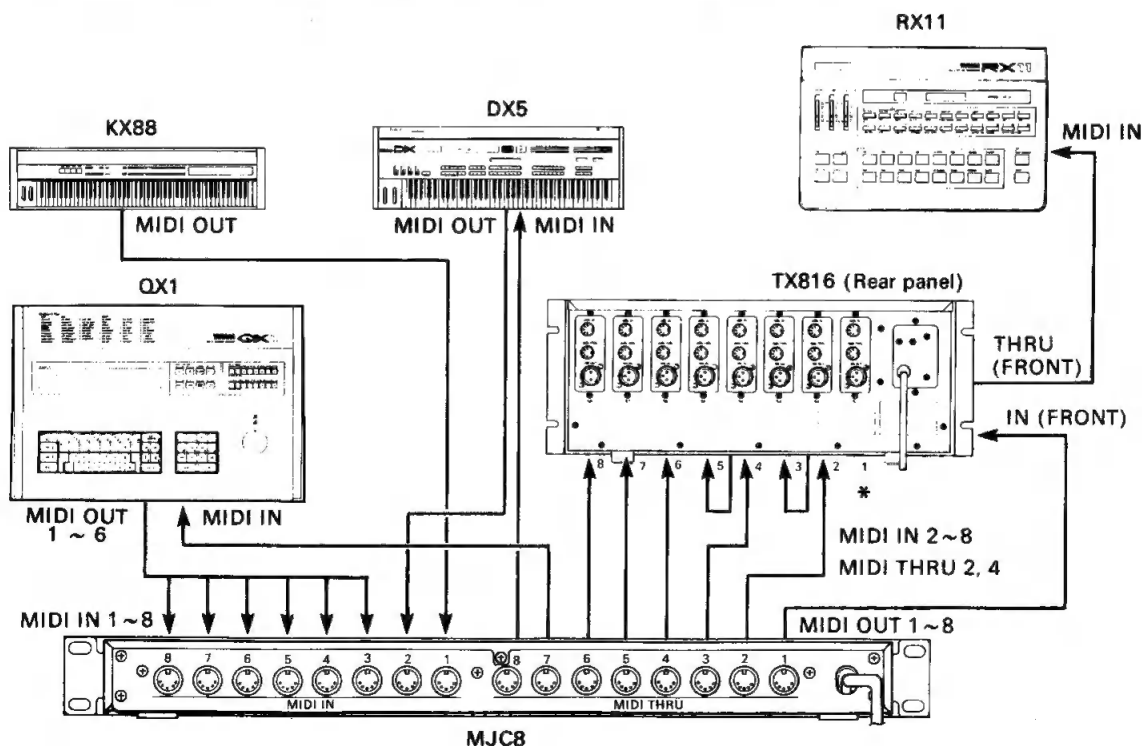 RX11
DX5
KX88
RX11
DX
MIDI IN
MIDI OUT
MIDI OUT
MIDI IN
QX1
TX816 (Rear panel)
QX1
THRU
(FRONT)
IN (FRONT)
8 7 6 5 4 3 2 1
*
MIDI OUT
1 ~ 6
MIDI IN
MIDI IN 2~8
MIDI THRU 2, 4
MIDI IN 1~8
MIDI OUT 1~8
8 7 6 5 4 3 2 1 8 7 6 5 4 3 2 1
MIDI IN
MIDI THRU
MJC8